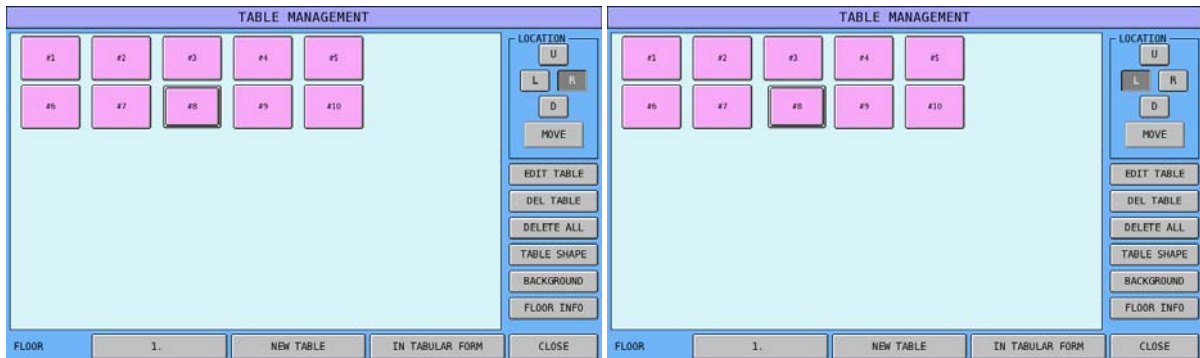 TABLE MANAGEMENT
LOCATION
#1 #2 #3 #4 #5
U
L R
#6 #7 #8 #9 #10
D
MOVE
EDIT TABLE
DEL TABLE
DELETE ALL
TABLE SHAPE
BACKGROUND
FLOOR INFO
FLOOR 1. NEW TABLE IN TABULAR FORM CLOSE
TABLE MANAGEMENT
LOCATION
#1 #2 #3 #4 #5
U
L R
#6 #7 #8 #9 #10
D
MOVE
EDIT TABLE
DEL TABLE
DELETE ALL
TABLE SHAPE
BACKGROUND
FLOOR INFO
FLOOR 1. NEW TABLE IN TABULAR FORM CLOSE